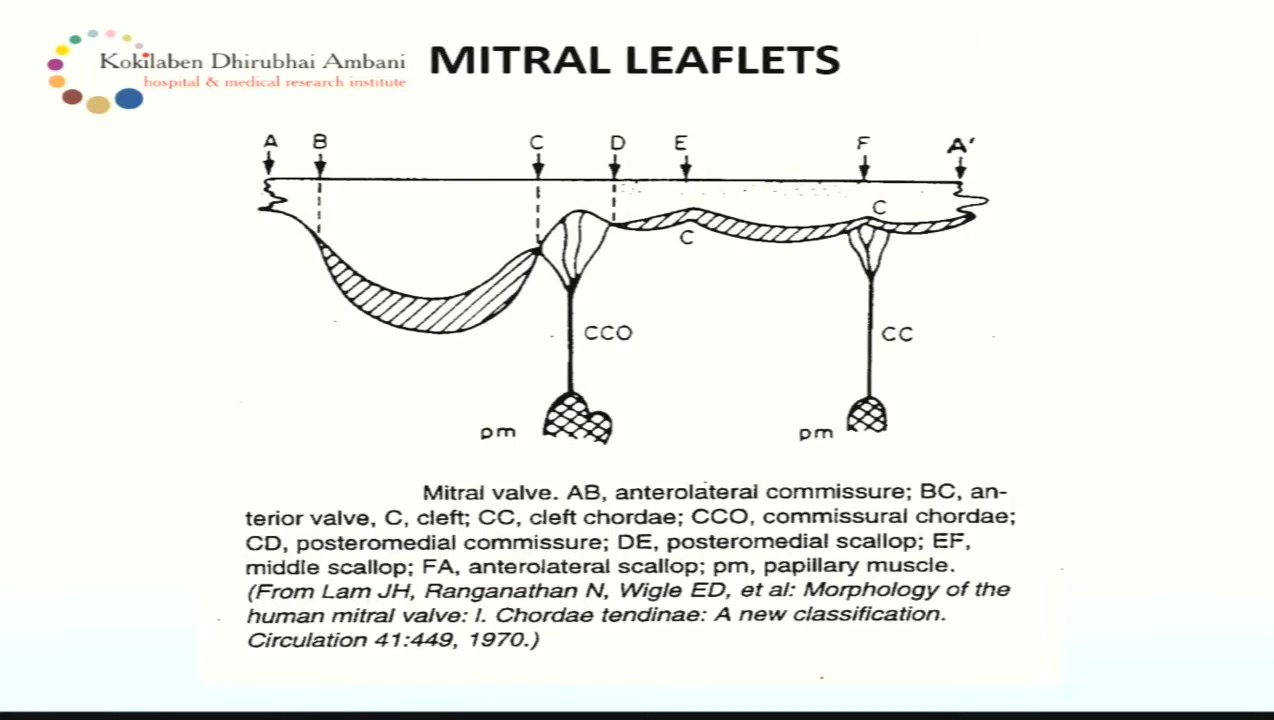 Kokilaben Dhirubhai Ambani
hospital & medical research institute
MITRAL LEAFLETS
A B C D E F A'
C
C
CCO CC
pm pm
Mitral valve. AB, anterolateral commissure; BC, an-
terior valve, C, cleft; CC, cleft chordae; CCO, commissural chordae;
CD, posteromedial commissure; DE, posteromedial scallop; EF,
middle scallop; FA, anterolateral scallop; pm, papillary muscle.
(From Lam JH, Ranganathan N, Wigle ED, et al: Morphology of the
human mitral valve: I. Chordae tendinae: A new classification.
Circulation 41:449, 1970.)